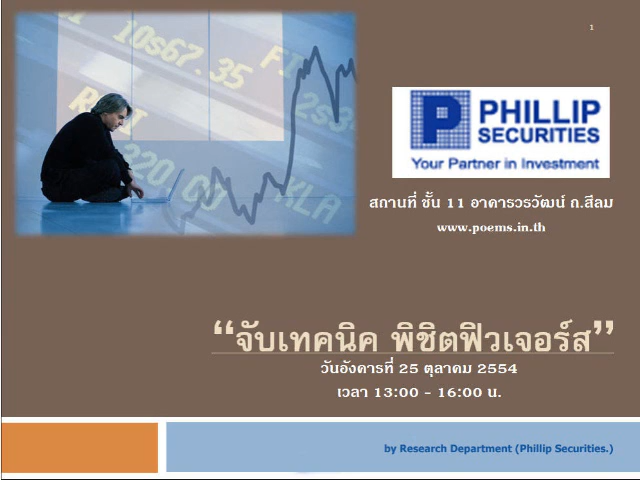 1
10s67.35
FI
KLA
PHILLIP
SECURITIES
Your Partner in Investment
สถานที่ ชั้น 11 อาคารวรวัฒน์ ถ.สีลม
www.poems.in.th
“จับเทคนิค พิชิตฟิวเจอร์ส”
วันอังคารที่ 25 ตุลาคม 2554
เวลา 13:00 - 16:00 น.
by Research Department (Phillip Securities.)